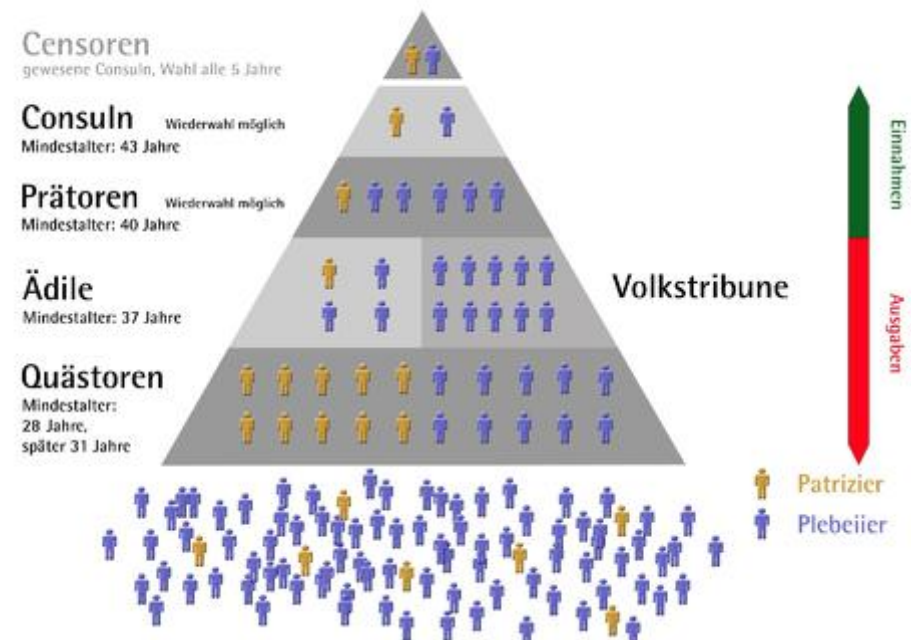 Censoren
gewesene Consuln, Wahl alle 5 Jahre
Consuln Wiederwahl möglich
Mindestalter: 43 Jahre
Prätoren Wiederwahl möglich
Mindestalter: 40 Jahre
Ädile
Mindestalter: 37 Jahre
Volkstribune
Quästoren
Mindestalter:
28 Jahre,
später 31 Jahre
Einnahmen
Ausgaben
Patrizier
Plebeiier